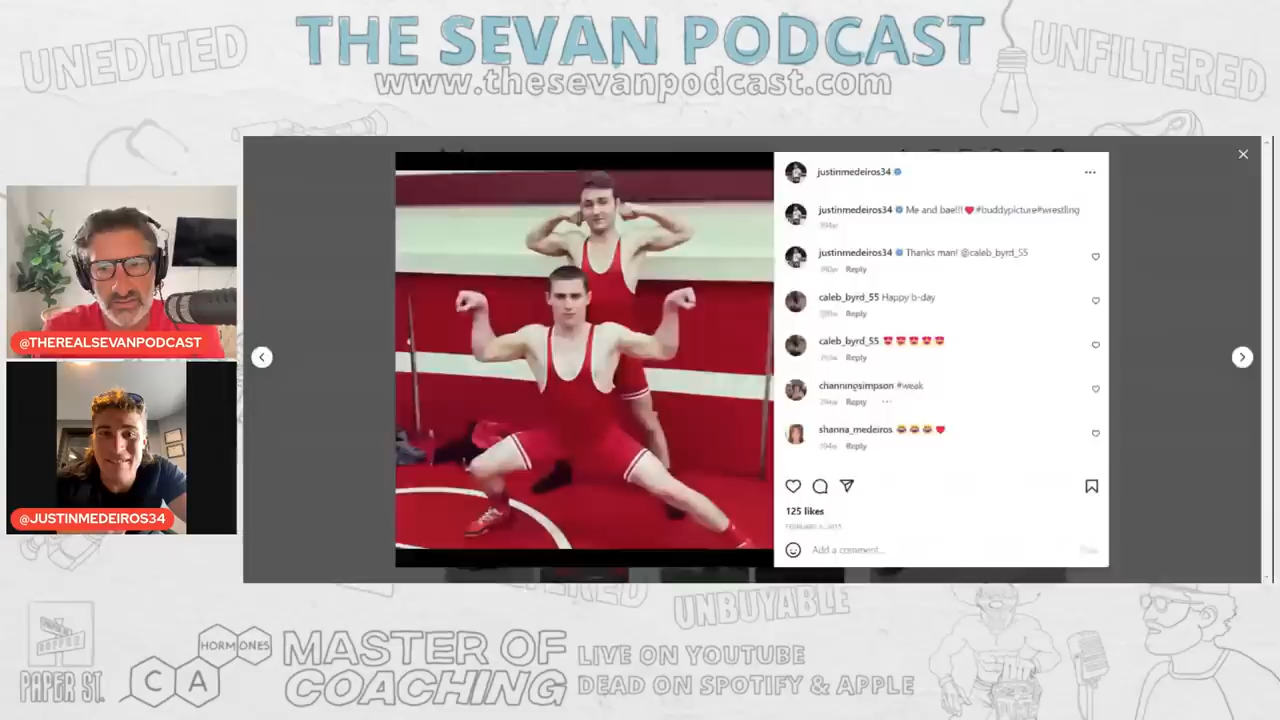 THE SEVAN PODCAST
UNEDITED
UNFILTERED
www.thesevanpodcast.com
justinmedeiros34
justinmedeiros34 Me and bae!!!❤️ #buddypicture#wrestling
justinmedeiros34 Thanks man! @caleb_byrd_55
Reply
caleb_byrd_55 Happy b-day
Reply
caleb_byrd_55 😍😍😍😍😍
Reply
channingsimpson #weak
Reply
shanna_medeiros 😂😂😂❤️
Reply
125 likes
Add a comment...
@THEREALSEVANPODCAST
@JUSTINMEDEIROS34
UNBUYABLE
PAPER ST.
HORMONES
CA
MASTER OF
COACHING
LIVE ON YOUTUBE
DEAD ON SPOTIFY & APPLE